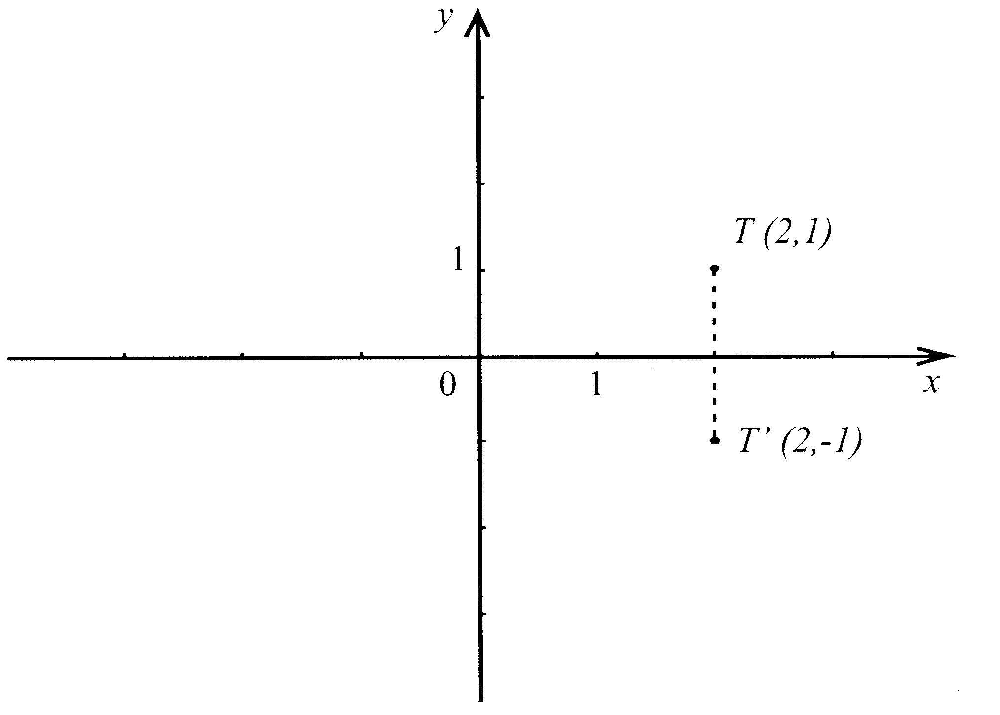 y
T (2,1)
1
0
1
x
T’ (2,-1)